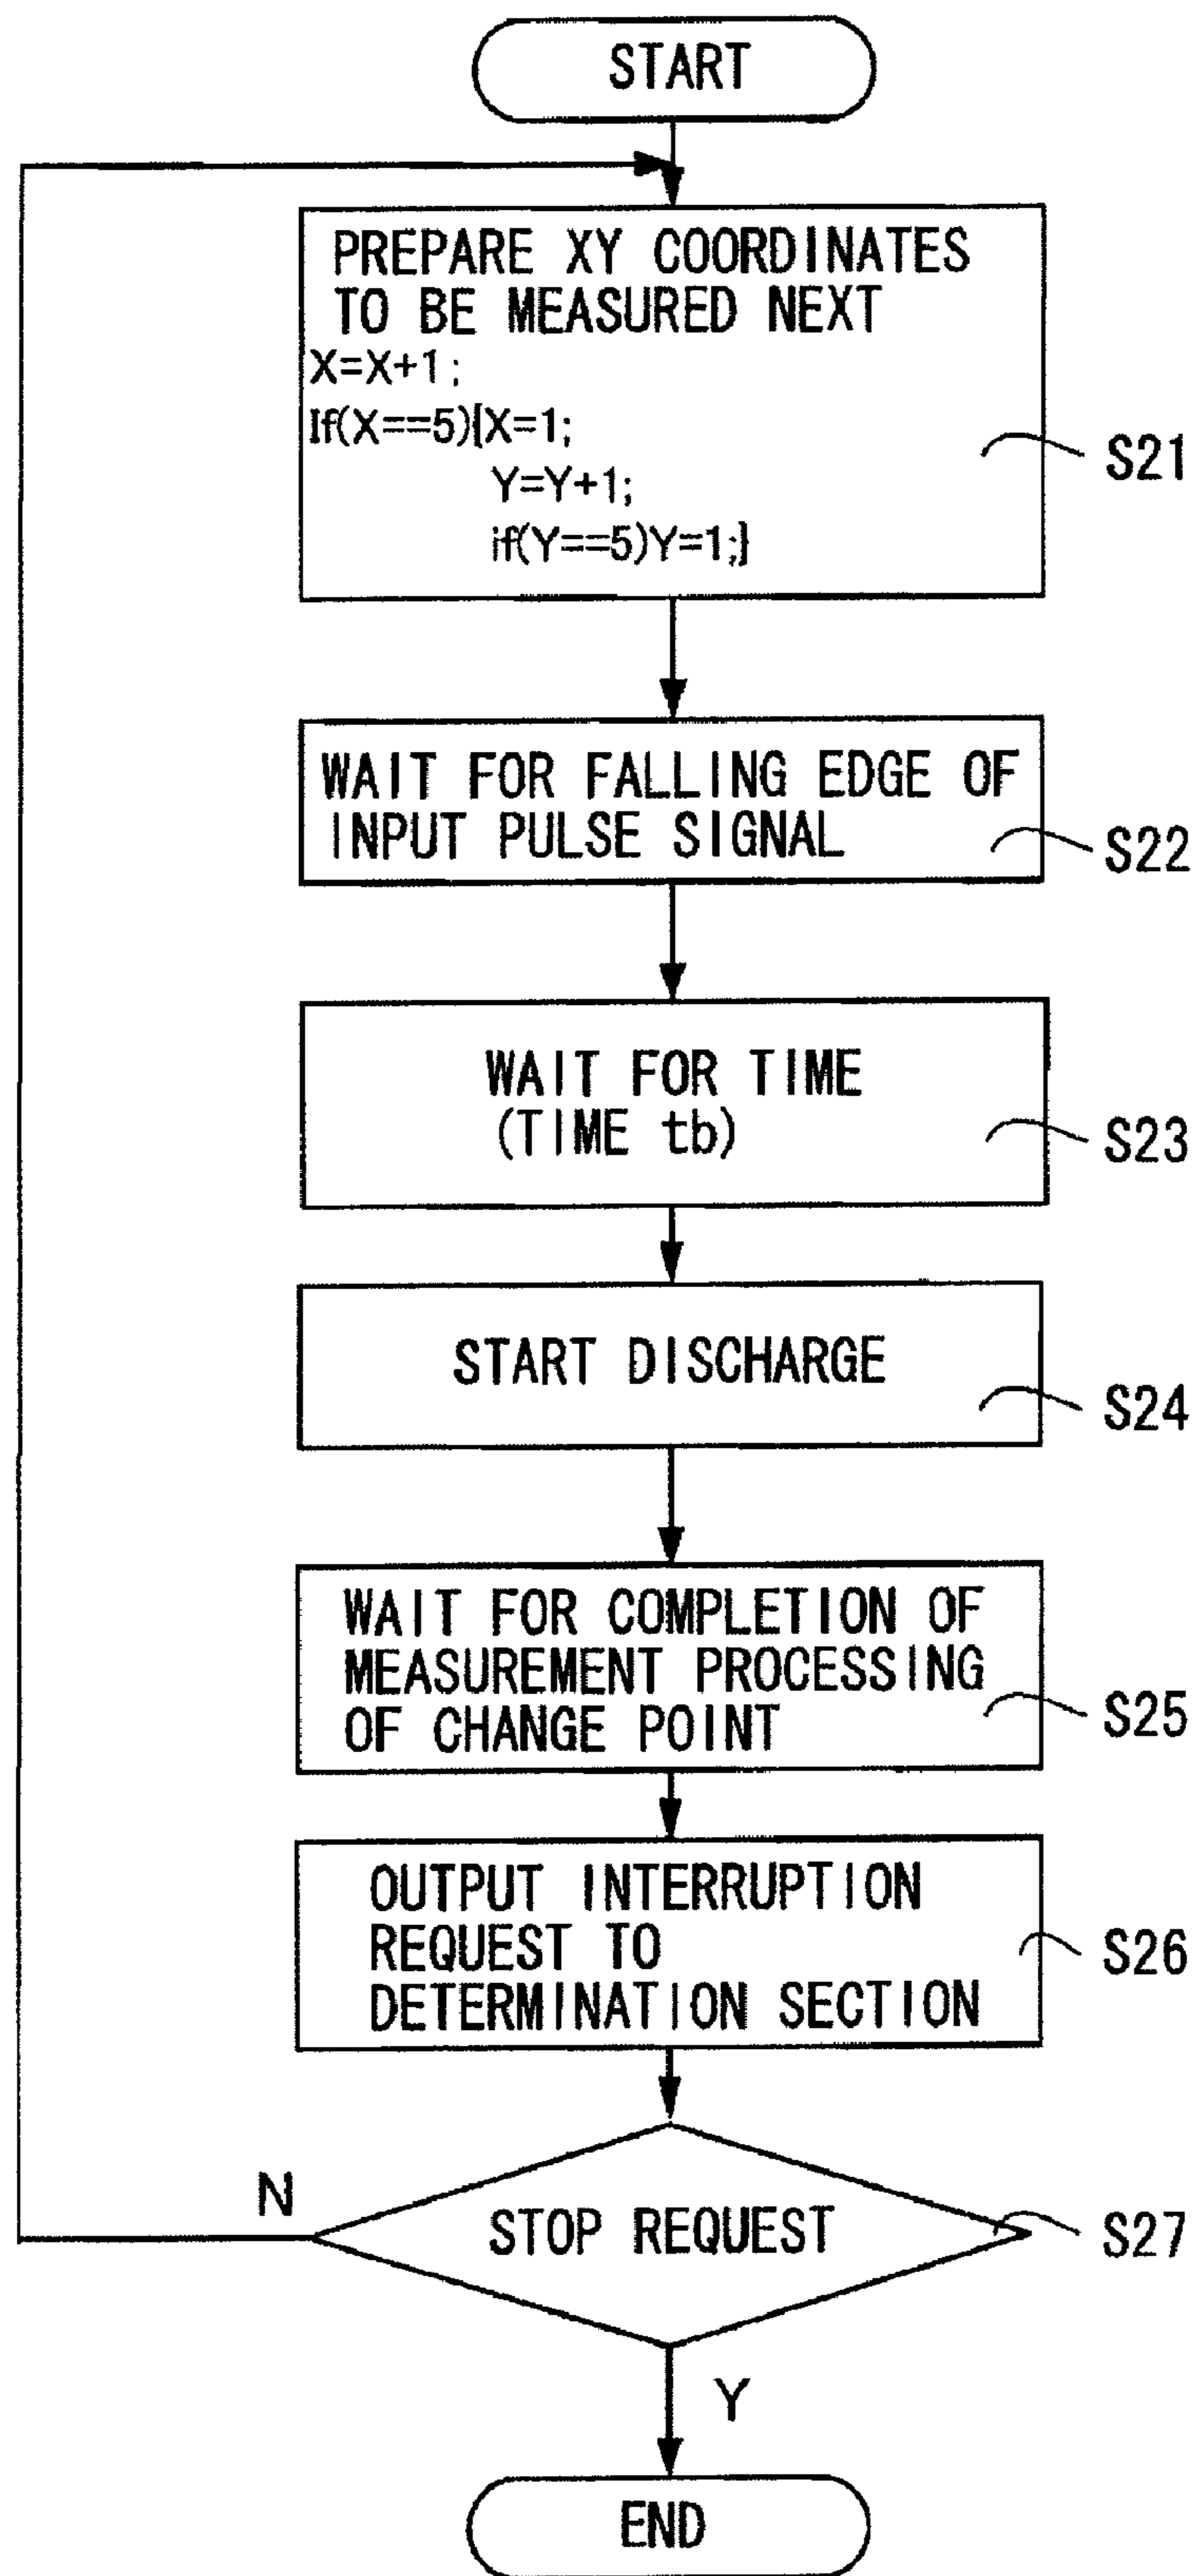 START
PREPARE XY COORDINATES
TO BE MEASURED NEXT
X=X+1;
If(X==5){X=1;
Y=Y+1;
if(Y==5)Y=1;}
S21
WAIT FOR FALLING EDGE OF
INPUT PULSE SIGNAL
S22
WAIT FOR TIME
(TIME tb)
S23
START DISCHARGE
S24
WAIT FOR COMPLETION OF
MEASUREMENT PROCESSING
OF CHANGE POINT
S25
OUTPUT INTERRUPTION
REQUEST TO
DETERMINATION SECTION
S26
N
STOP REQUEST
S27
Y
END